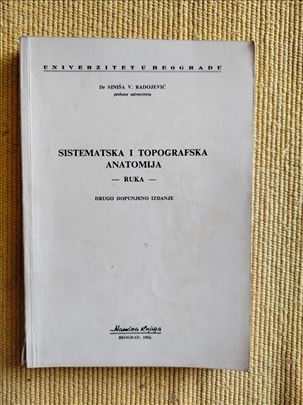 UNIVERZITET U BEOGRADU
Dr SINIŠA V. RADOJEVIĆ
profesor univerziteta
SISTEMATSKA I TOPOGRAFSKA
ANATOMIJA
— RUKA —
DRUGO DOPUNJENO IZDANJE
Naučna knjiga
BEOGRAD, 1962.